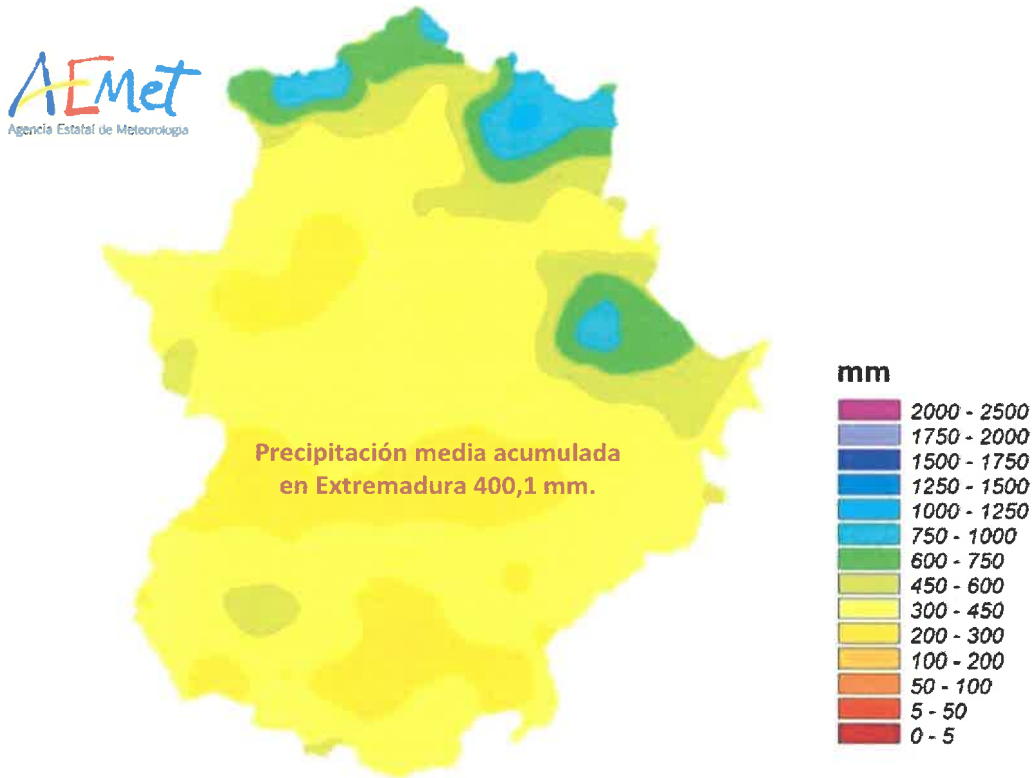 AEMet
Agencia Estatal de Meteorología
Precipitación media acumulada
en Extremadura 400,1 mm.
mm
2000 - 2500
1750 - 2000
1500 - 1750
1250 - 1500
1000 - 1250
750 - 1000
600 - 750
450 - 600
300 - 450
200 - 300
100 - 200
50 - 100
5 - 50
0 - 5